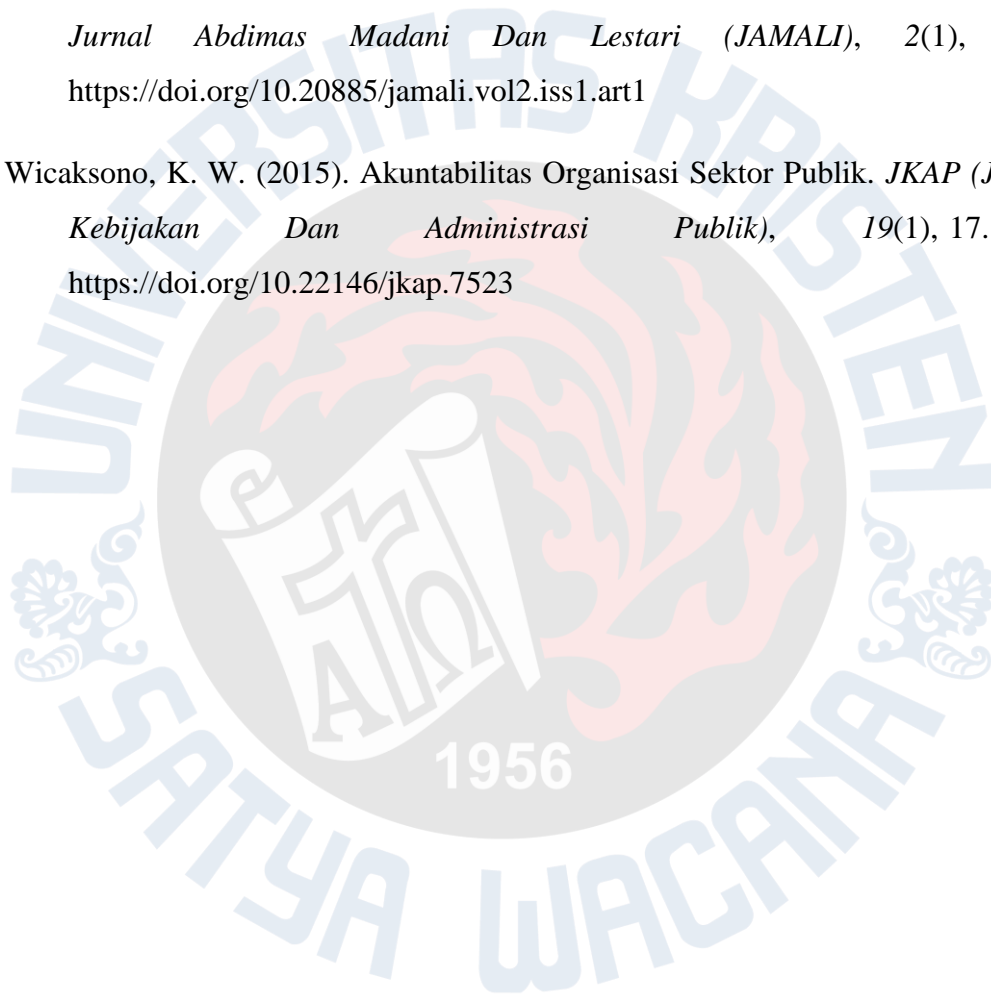 Jurnal Abdimas Madani Dan Lestari (JAMALI), 2(1),
https://doi.org/10.20885/jamali.vol2.iss1.art1
Wicaksono, K. W. (2015). Akuntabilitas Organisasi Sektor Publik. JKAP (J
Kebijakan Dan Administrasi Publik), 19(1), 17.
https://doi.org/10.22146/jkap.7523
UNIVERSITAS KRISTEN
ΑΩ
1956
SATYA WACANA